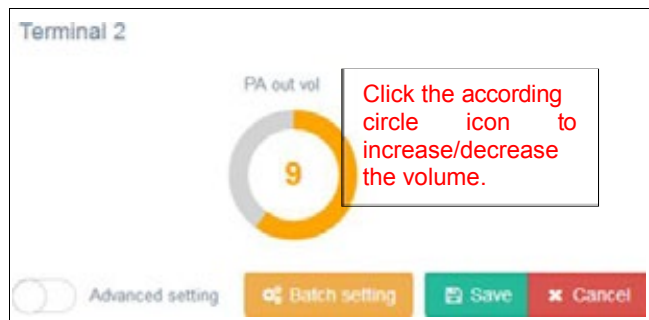 Terminal 2
PA out vol
Click the according
circle icon to
increase/decrease
the volume.
9
Advanced setting
Batch setting
Save
Cancel